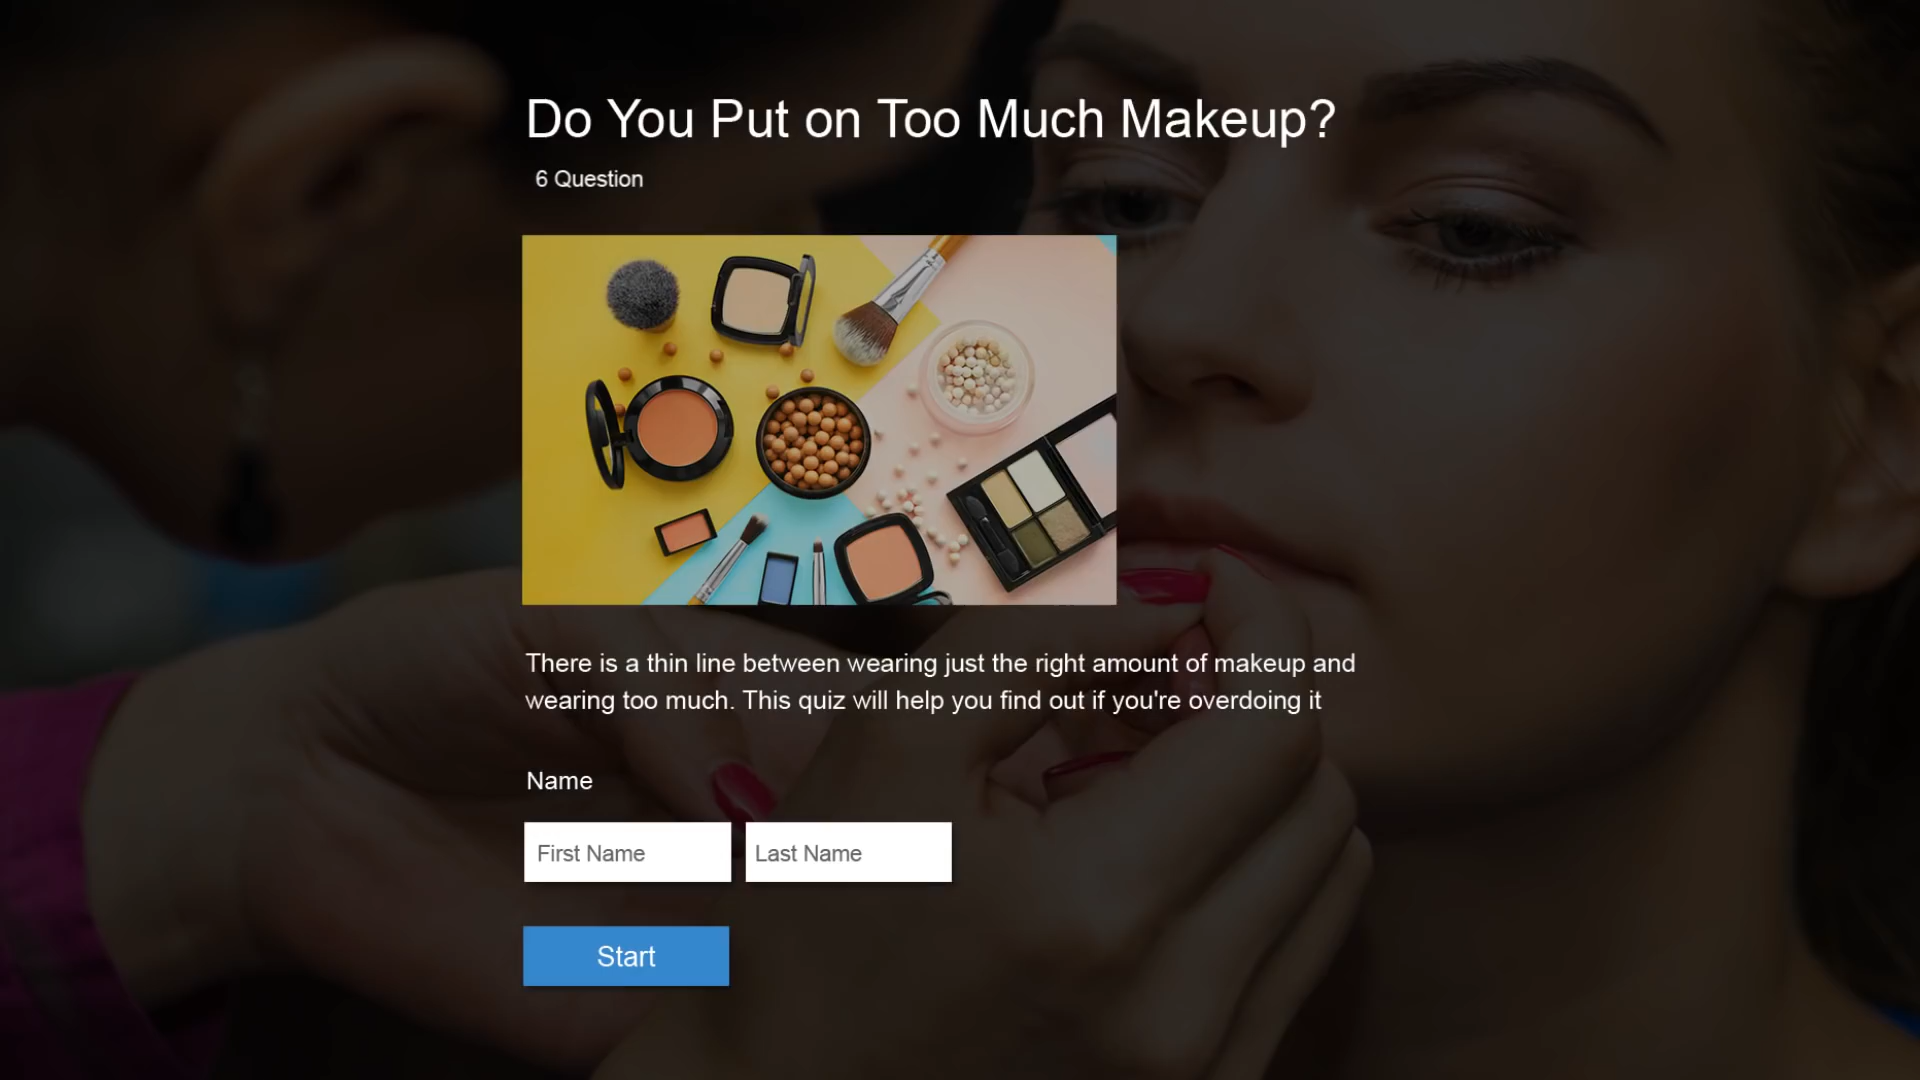 Do You Put on Too Much Makeup?
6 Question
There is a thin line between wearing just the right amount of makeup and
wearing too much. This quiz will help you find out if you're overdoing it
Name
First Name Last Name
Start